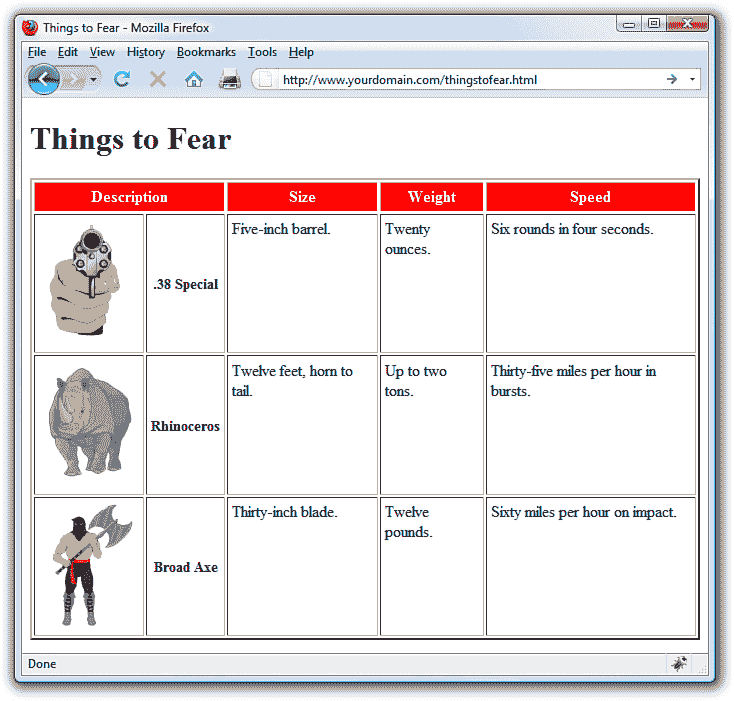 Things to Fear - Mozilla Firefox
File Edit View History Bookmarks Tools Help
http://www.yourdomain.com/thingstofear.html
Things to Fear
Description Size Weight Speed
.38 Special
Five-inch barrel.
Twenty
ounces.
Six rounds in four seconds.
Rhinoceros
Twelve feet, horn to
tail.
Up to two
tons.
Thirty-five miles per hour in
bursts.
Broad Axe
Thirty-inch blade.
Twelve
pounds.
Sixty miles per hour on impact.
Done